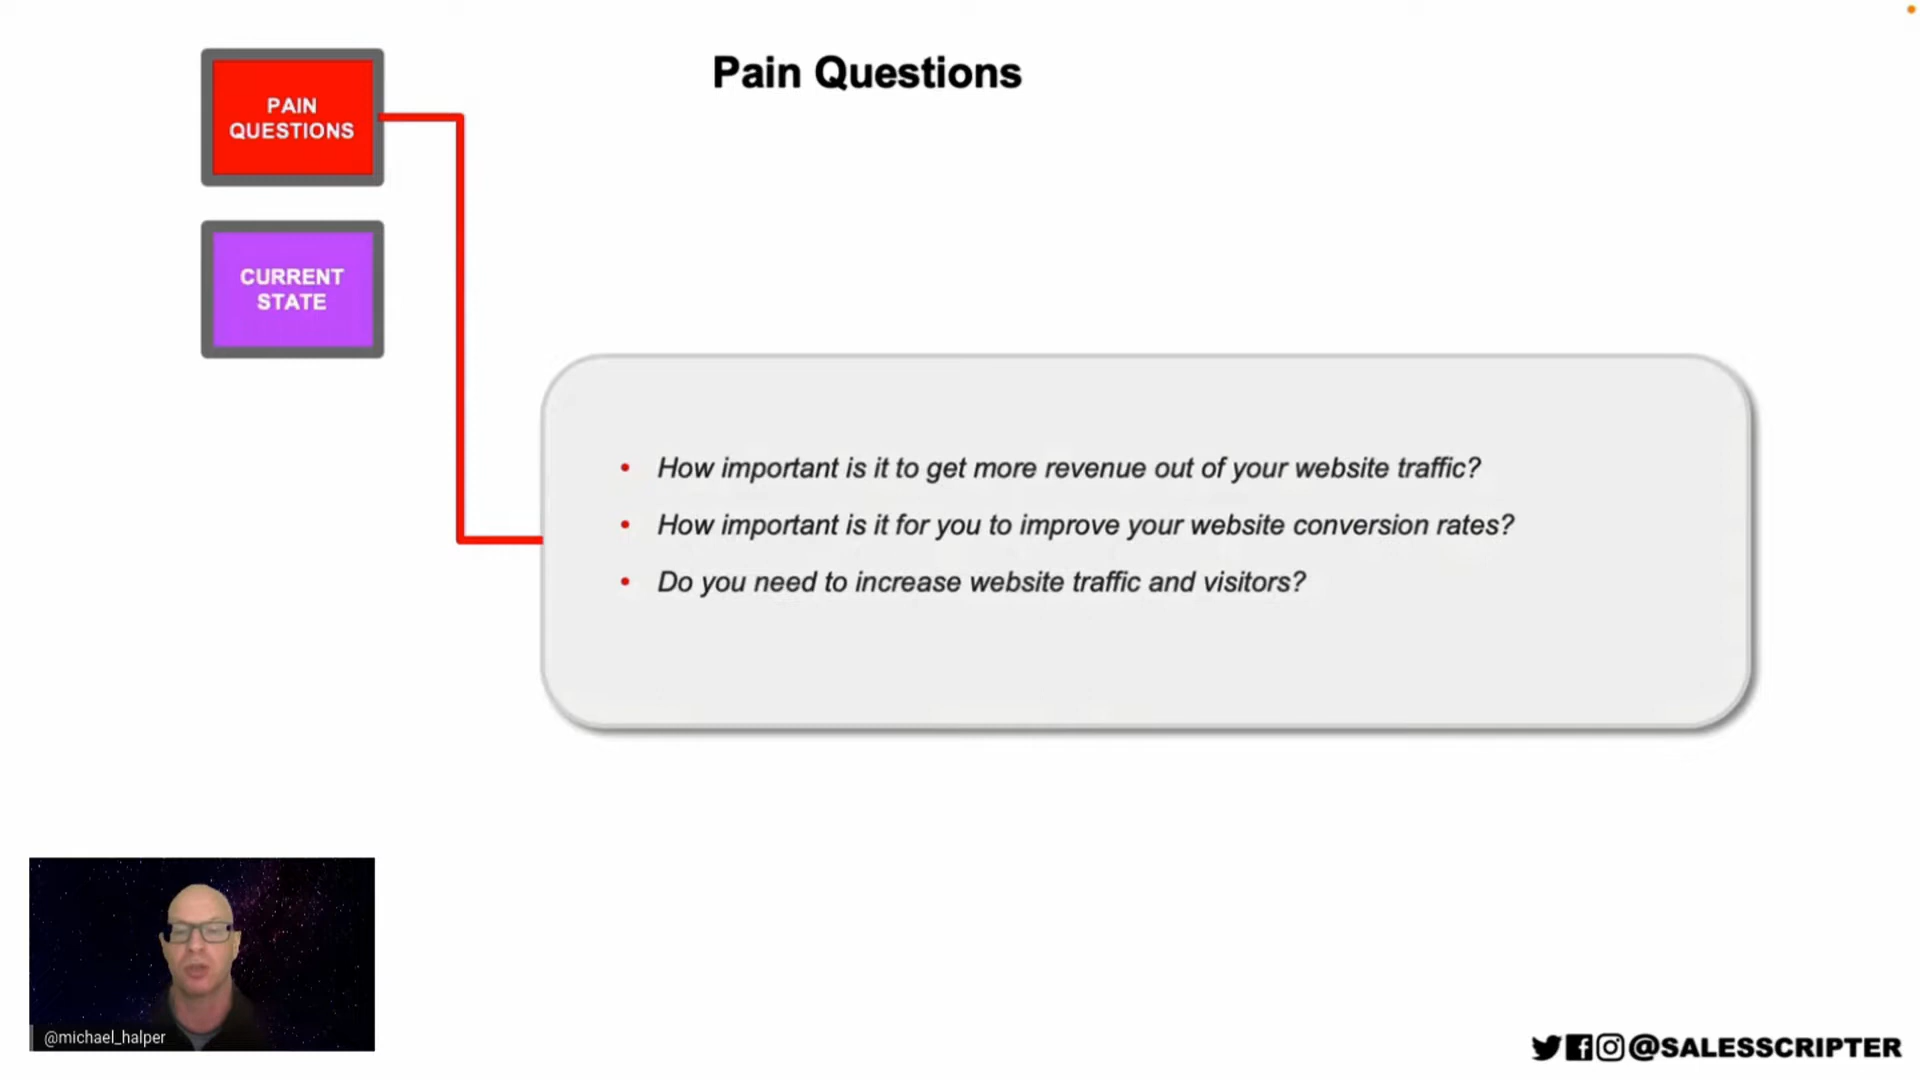 Pain Questions
PAIN
QUESTIONS
CURRENT
STATE
• How important is it to get more revenue out of your website traffic?
• How important is it for you to improve your website conversion rates?
• Do you need to increase website traffic and visitors?
@michael_halper
@SALESSCRIPTER